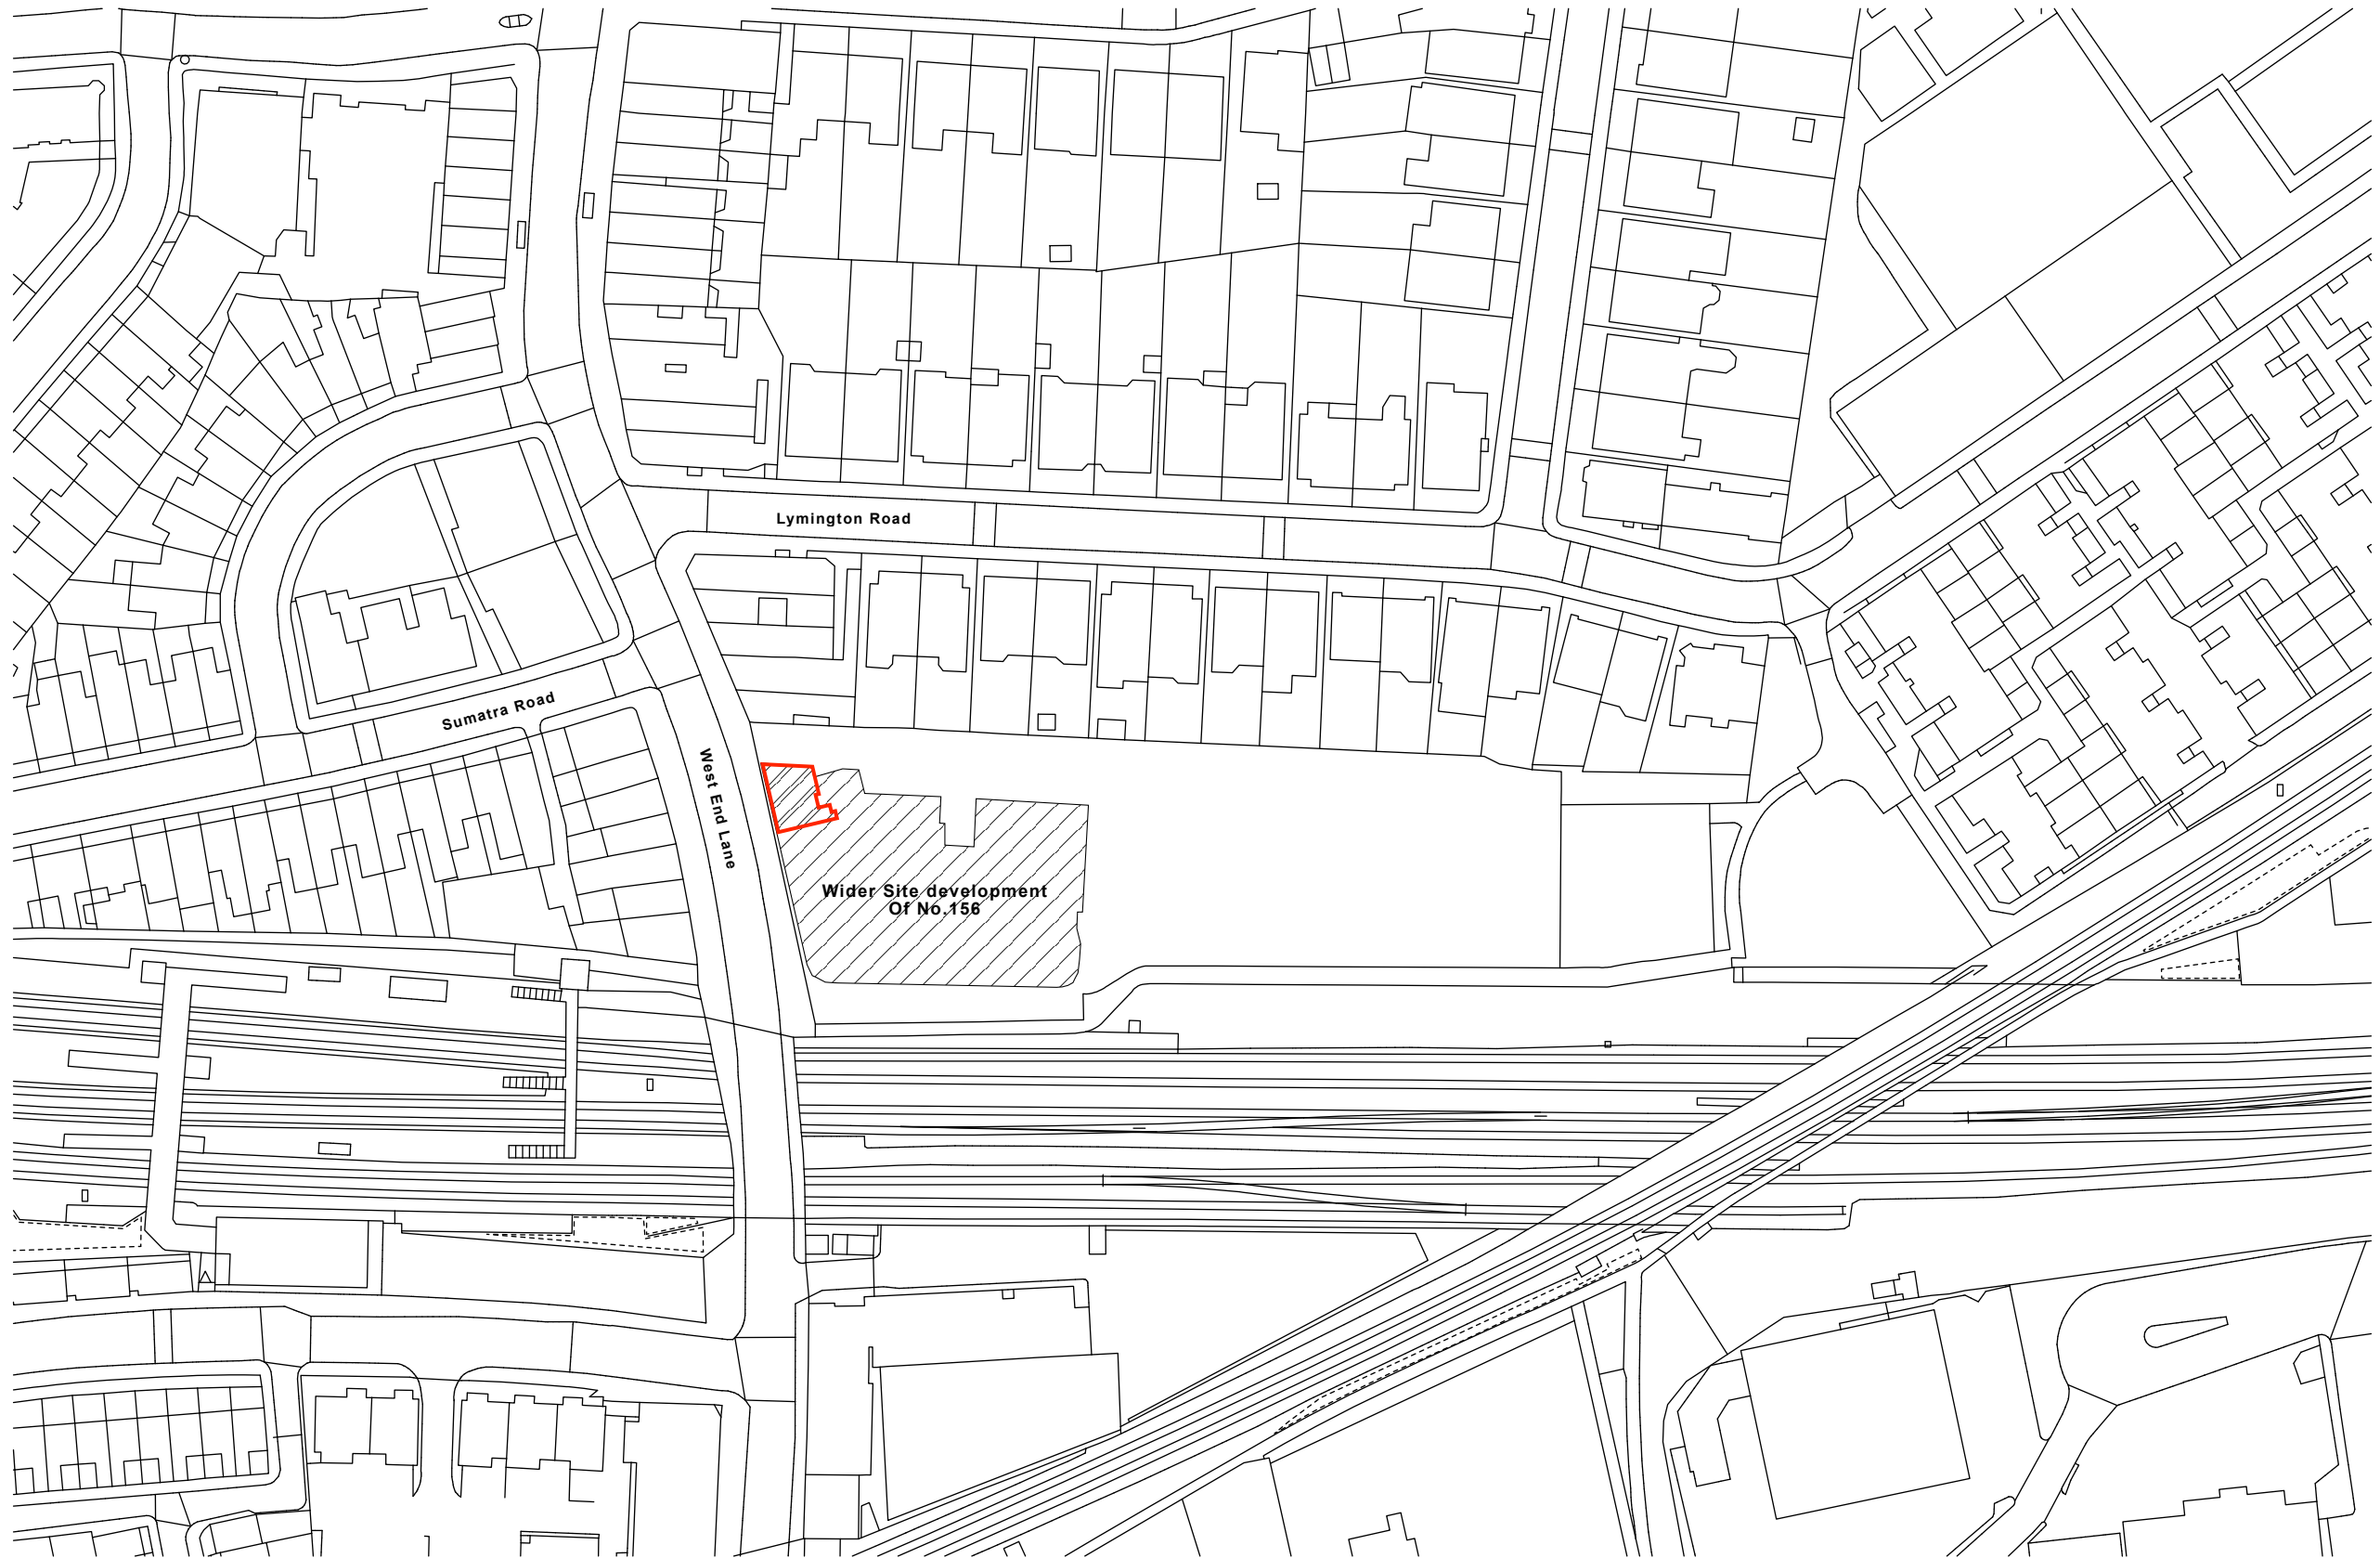 Lymington Road
Sumatra Road
West End Lane
Wider Site development
Of No.156